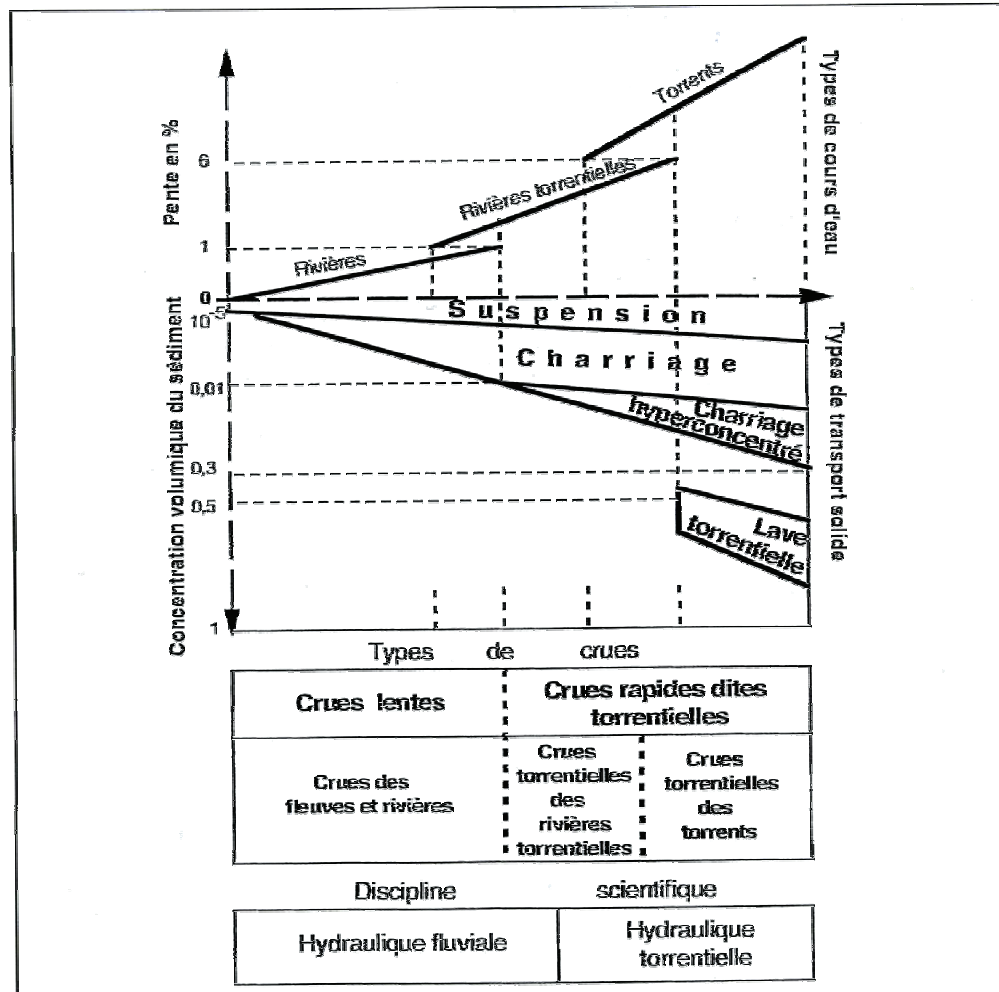 Types de cours d'eau
Pente en %
Torrents
6
Rivières torrentielles
1
Rivières
0
Suspension
10⁻⁵
Charriage
0,01
Charriage
hyperconcentré
0,3
0,5
Lave
torrentielle
1
Concentration volumique du sédiment
Types de transport solide
Types de crues
Crues lentes
Crues rapides dites
torrentielles
Crues des
fleuves et rivières
Crues
torrentielles
des
rivières
torrentielles
Crues
torrentielles
des
torrents
Discipline scientifique
Hydraulique fluviale
Hydraulique
torrentielle